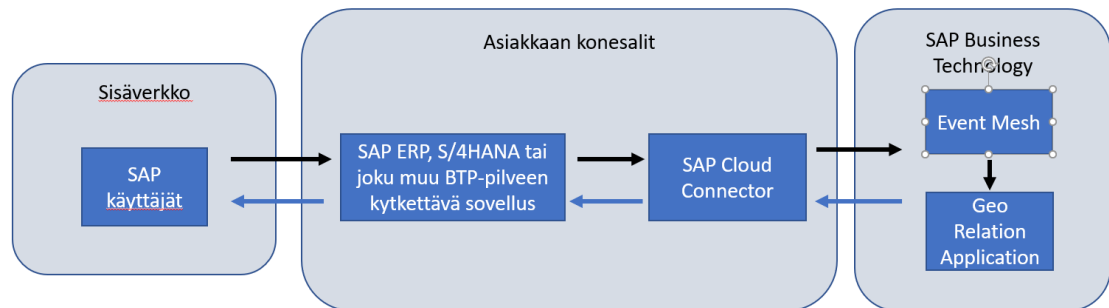 Sisäverkko
SAP
käyttäjät
Asiakkaan konesalit
SAP ERP, S/4HANA tai
joku muu BTP-pilveen
kytkettävä sovellus
SAP Cloud
Connector
SAP Business
Technology
Event Mesh
Geo
Relation
Application